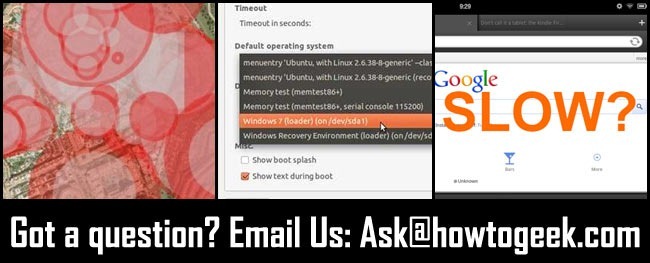 Timeout
Timeout in seconds:
Default operating system
menuentry 'Ubuntu, with Linux 2.6.38-8-generic' --clas
menuentry 'Ubuntu, with Linux 2.6.38-8-generic (reco
Memory test (memtest86+)
Memory test (memtest86+, serial console 115200)
Windows 7 (loader) (on /dev/sda1)
Windows Recovery Environment (loader) (on /dev/sd
Misc
Show boot splash
Show text during boot
9:29
Don't call it a tablet: the kindle Fir...
Google
SLOW?
Bars
More
Unknown
Got a question? Email Us: Ask@howtogeek.com